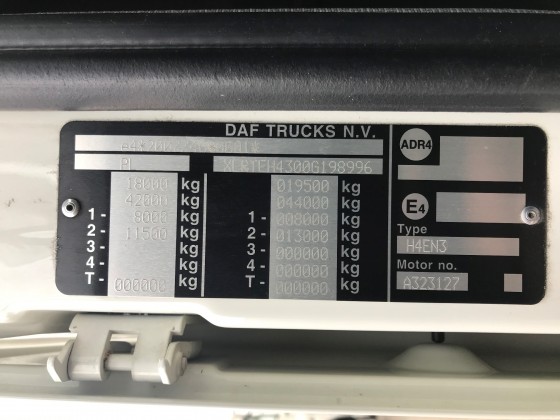 DAF TRUCKS N.V.
ADR4
PL
XLRTEH4300G198996
18000 kg 019500 kg
42000 kg 044000 kg
1- 8000 kg 1- 008000 kg
2- 11500 kg 2- 013000 kg
3- kg 3- 000000 kg
4- kg 4- 000000 kg
T- 000000 kg T- 000000 kg
E4
Type
H4EN3
Motor no.
A323127